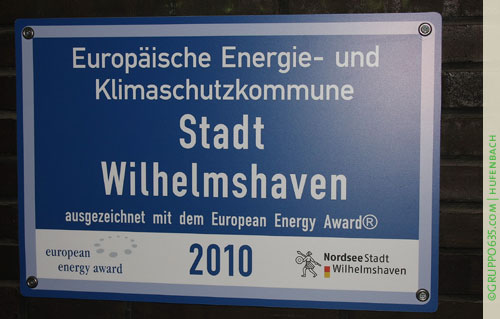 Europäische Energie- und
Klimaschutzkommune
Stadt
Wilhelmshaven
ausgezeichnet mit dem European Energy Award®
european
energy award
2010
NordseeStadt
Wilhelmshaven
©GRUPPO635.COM | HUFENBACH